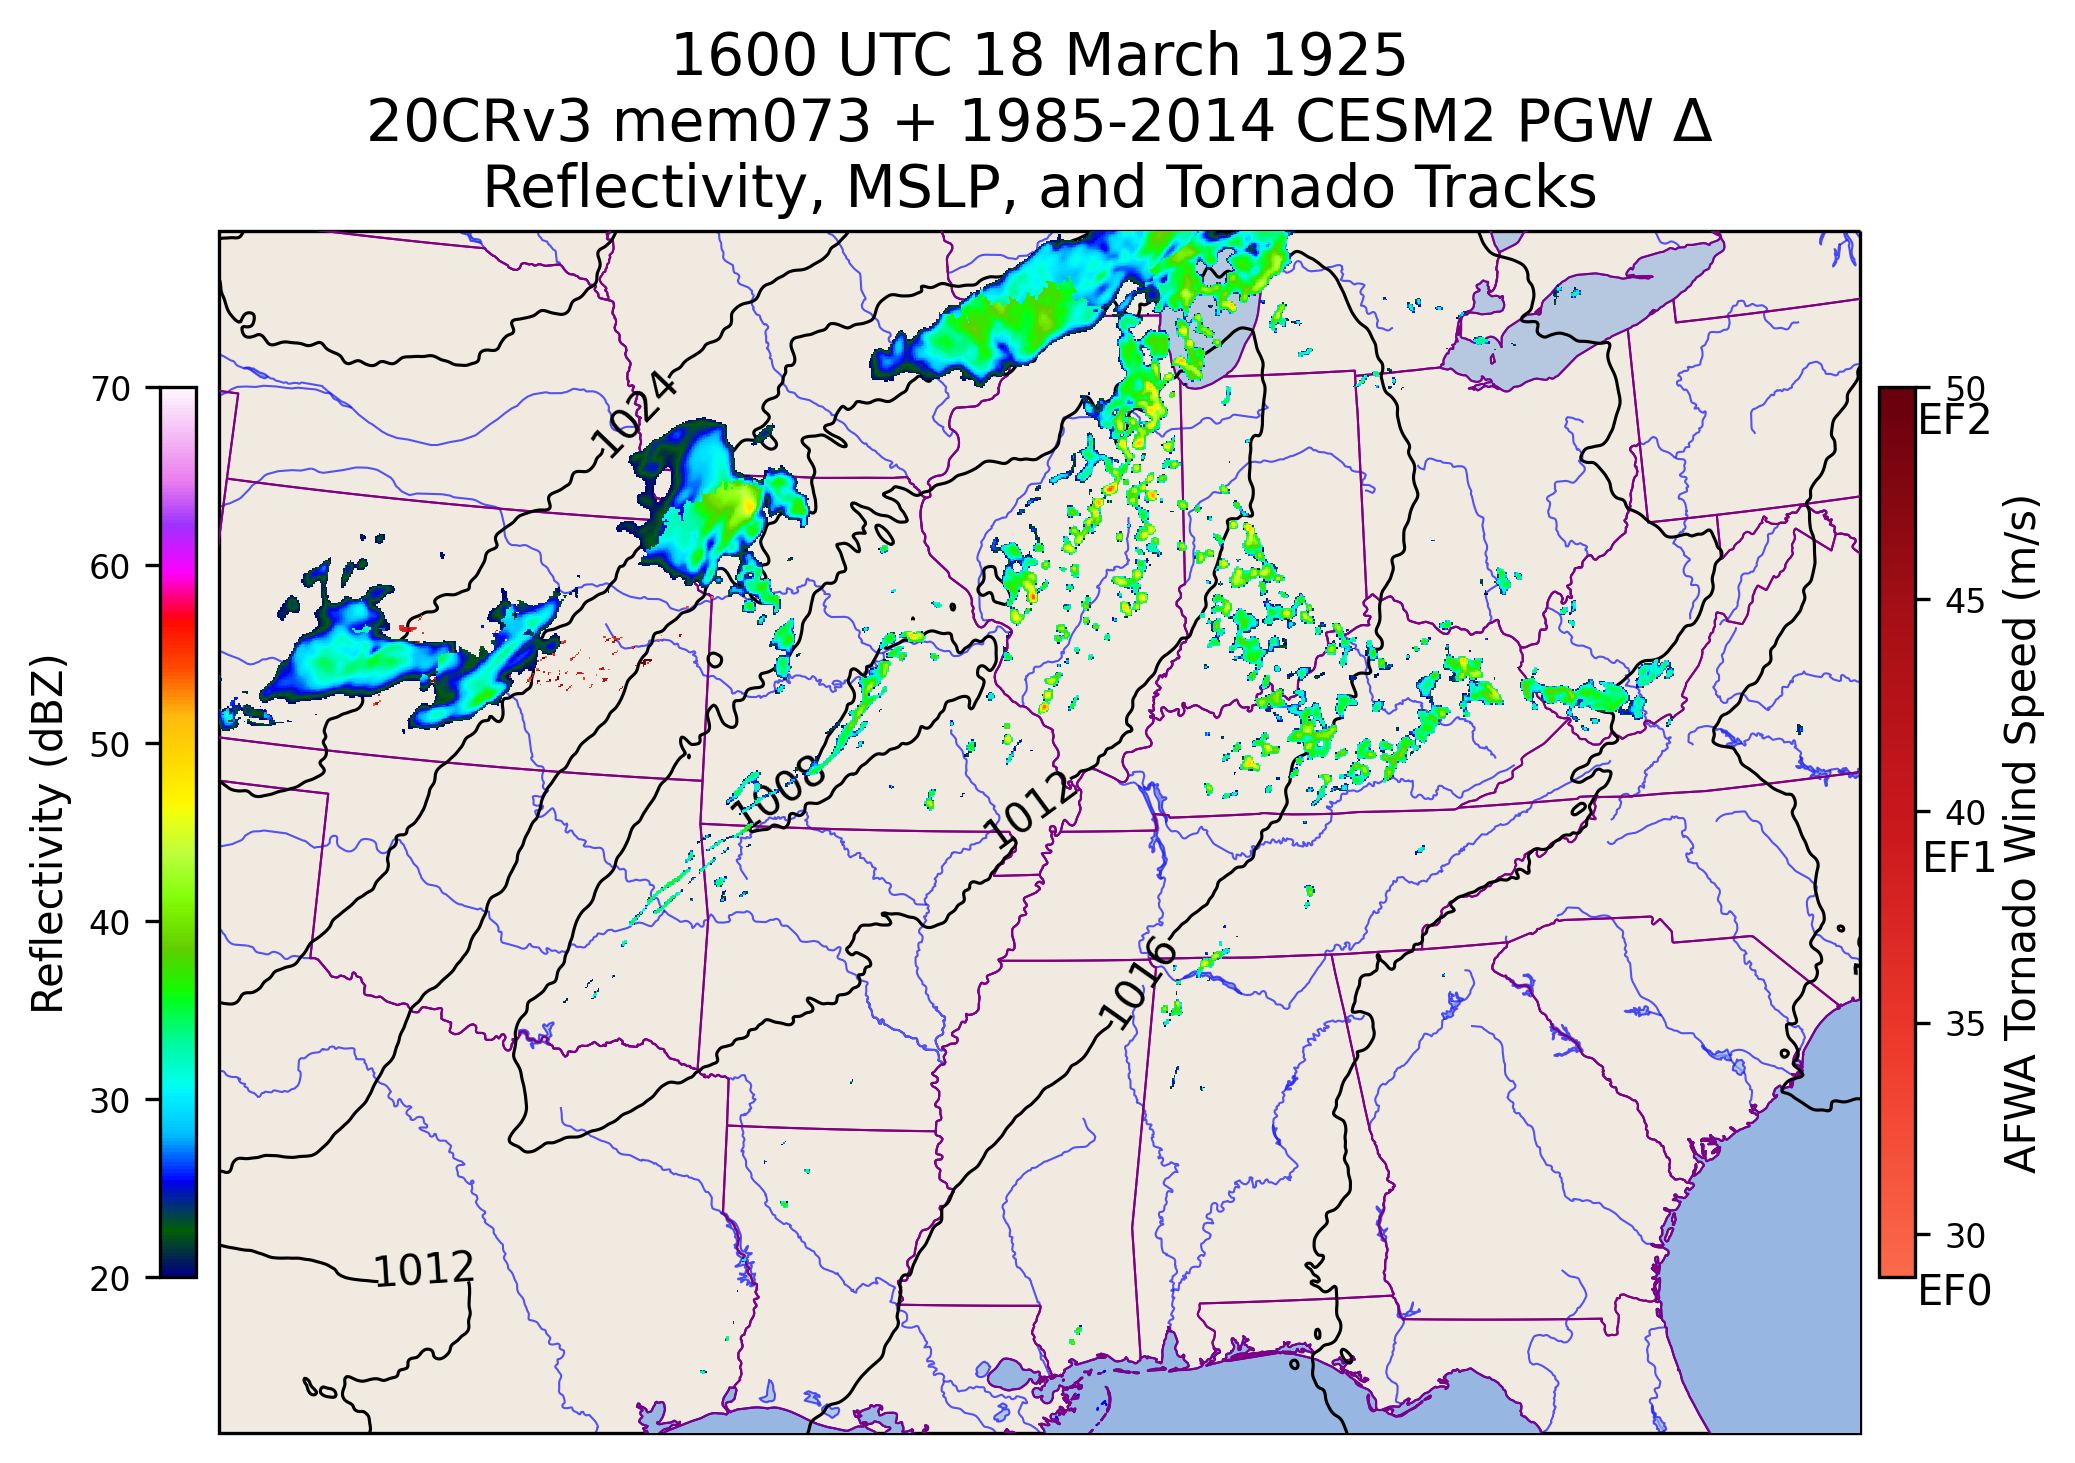 1600 UTC 18 March 1925
20CRv3 mem073 + 1985-2014 CESM2 PGW Δ
Reflectivity, MSLP, and Tornado Tracks
Reflectivity (dBZ)
70
60
50
40
30
20
1024
1008
1012
1016
1012
50
EF2
45
40
EF1
35
30
EF0
AFWA Tornado Wind Speed (m/s)